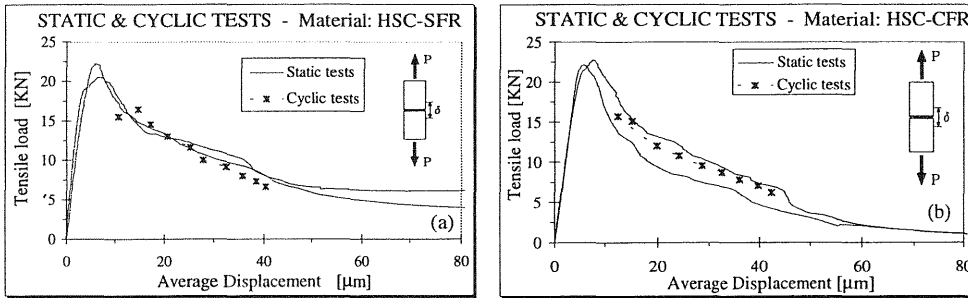 STATIC & CYCLIC TESTS - Material: HSC-SFR
25
20
15
10
5
0
Tensile load [KN]
Static tests
Cyclic tests
P
δ
P
(a)
0 20 40 60 80
Average Displacement [μm]
STATIC & CYCLIC TESTS - Material: HSC-CFR
25
20
15
10
5
0
Tensile load [KN]
Static tests
Cyclic tests
P
δ
P
(b)
0 20 40 60 80
Average Displacement [μm]